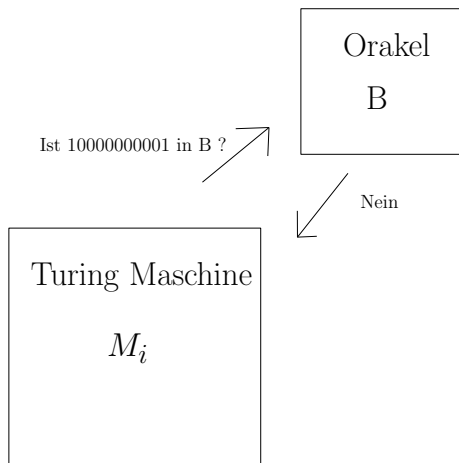 Orakel
B
Ist 10000000001 in B ?
Nein
Turing Maschine
M_i